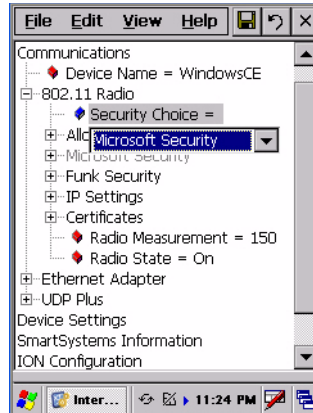 File Edit View Help
Communications
Device Name = WindowsCE
802.11 Radio
Security Choice =
Microsoft Security
Microsoft Security
Funk Security
IP Settings
Certificates
Radio Measurement = 150
Radio State = On
Ethernet Adapter
UDP Plus
Device Settings
SmartSystems Information
ION Configuration
Inter... 11:24 PM